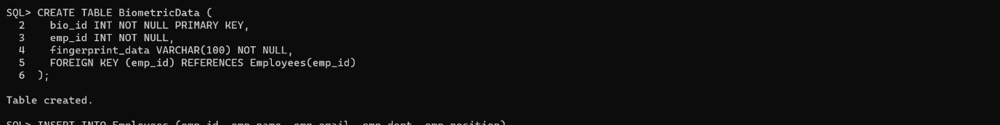 SQL> CREATE TABLE BiometricData (
  2    bio_id INT NOT NULL PRIMARY KEY,
  3    emp_id INT NOT NULL,
  4    fingerprint_data VARCHAR(100) NOT NULL,
  5    FOREIGN KEY (emp_id) REFERENCES Employees(emp_id)
  6  );
Table created.
SQL> INSERT INTO Employees (emp_id, emp_name, emp_email, emp_dept, emp_position)